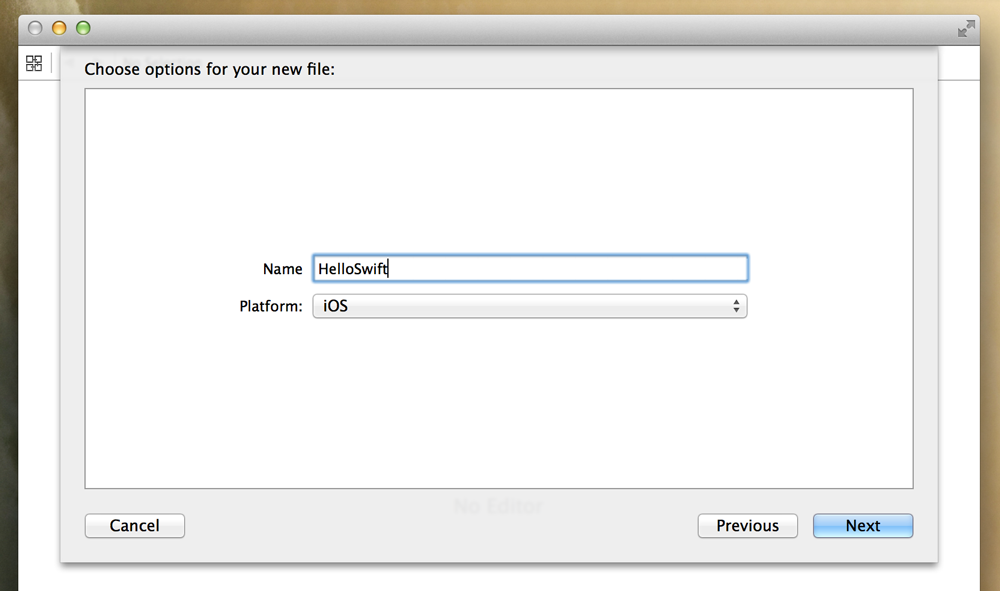 Choose options for your new file:
Name HelloSwift
Platform: iOS
No Editor
Cancel Previous Next